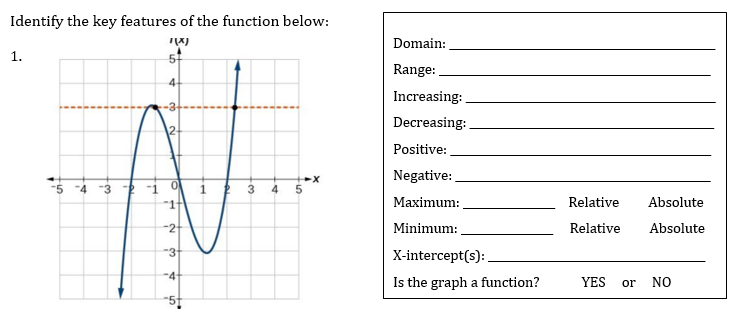 Identify the key features of the function below:
1.
f(x)
5
4
3
2
1
-5 -4 -3 -2 -1 0 1 2 3 4 5 x
-1
-2
-3
-4
-5
Domain:
Range:
Increasing:
Decreasing:
Positive:
Negative:
Maximum: Relative Absolute
Minimum: Relative Absolute
X-intercept(s):
Is the graph a function? YES or NO